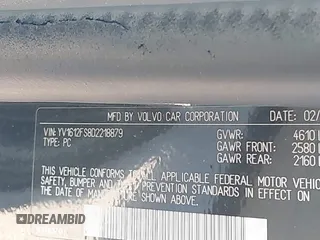 MFD. BY VOLVO CAR CORPORATION DATE 02/
VIN: YV1612FS8D2218879 GVWR: 4610
TYPE: PC GAWR FRONT: 2580
GAWR REAR: 2160
THIS VEHICLE CONFORMS TO ALL APPLICABLE FEDERAL MOTOR VEHIC
SAFETY, BUMPER AND THEFT PREVENTION STANDARDS IN EFFECT ON
DATE OF MANUFACTURE SHOWN ABOVE.
DREAMBID